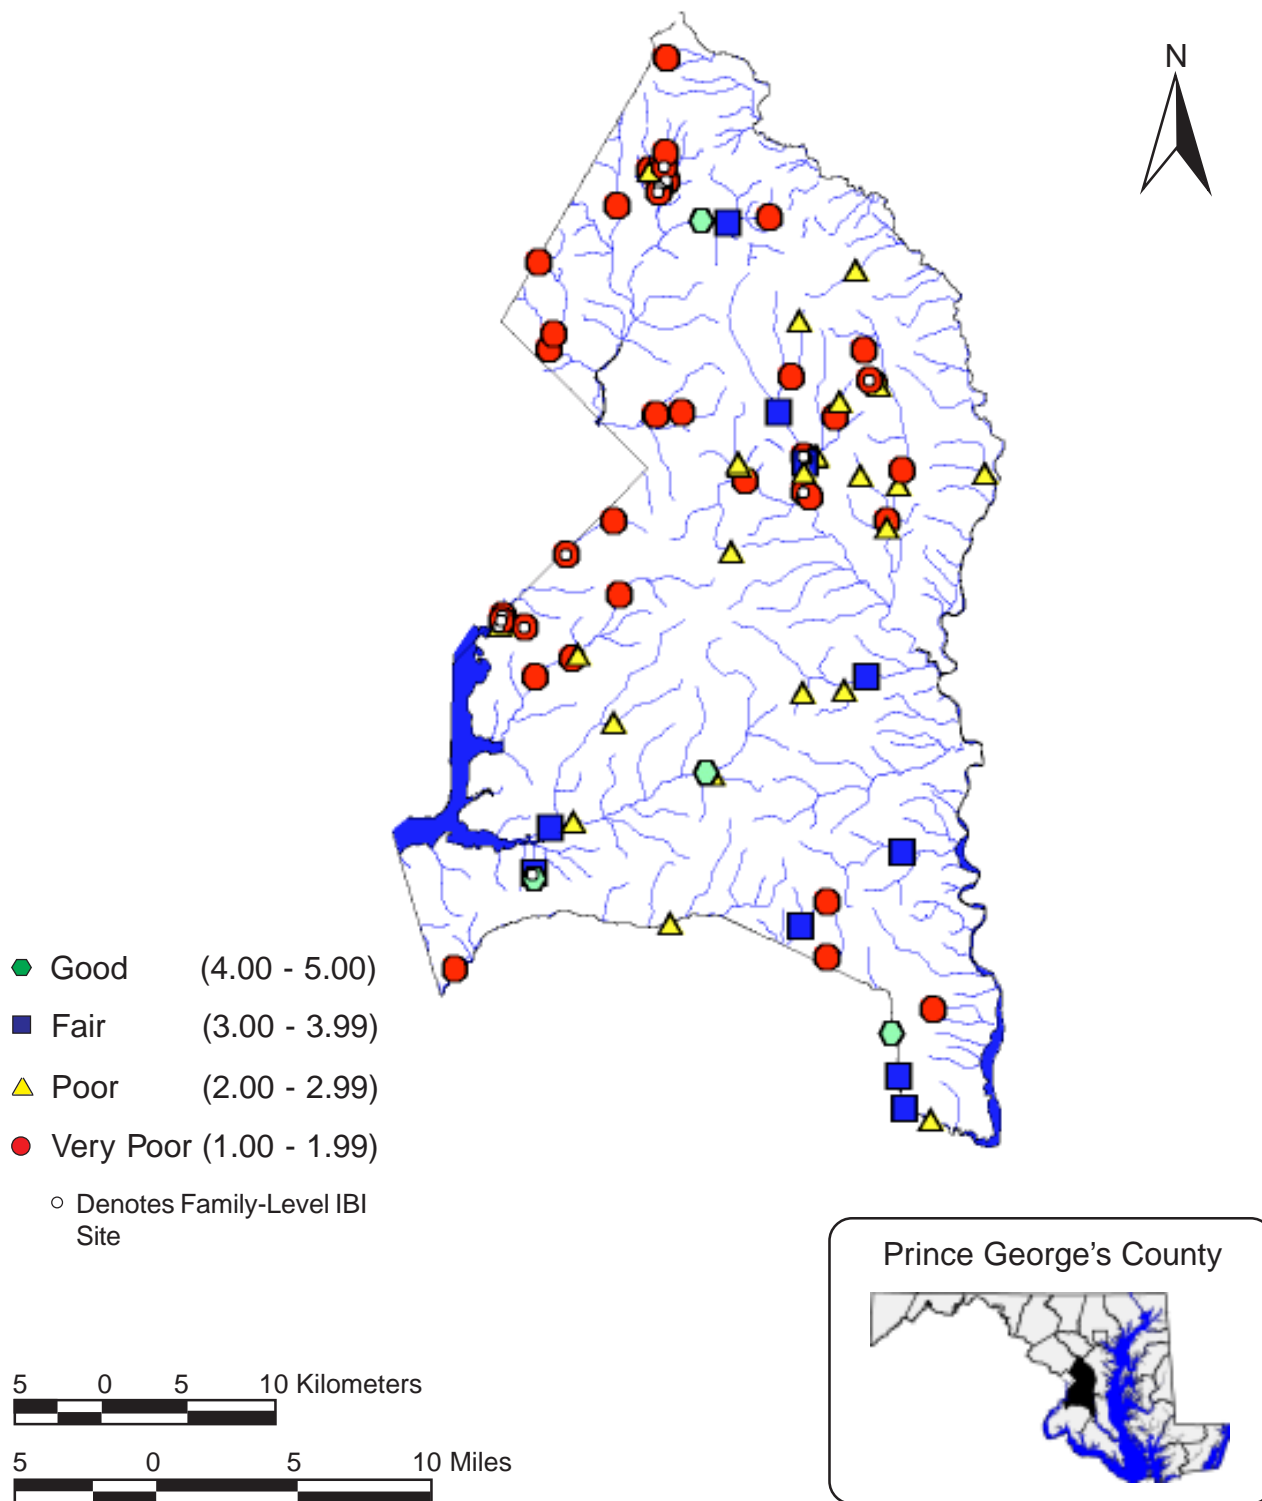 N
Good (4.00 - 5.00)
Fair (3.00 - 3.99)
Poor (2.00 - 2.99)
Very Poor (1.00 - 1.99)
Denotes Family-Level IBI
Site
Prince George’s County
5 0 5 10 Kilometers
5 0 5 10 Miles